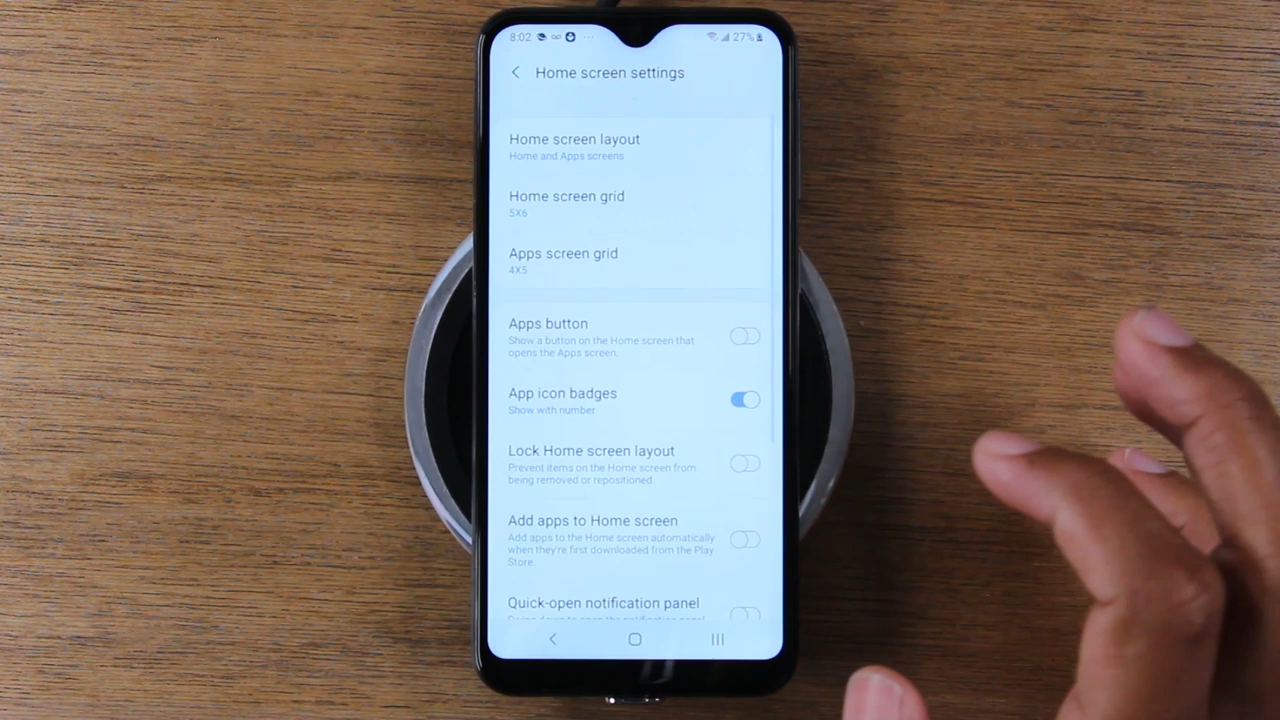 8:02 27%
Home screen settings
Home screen layout
Home and Apps screens
Home screen grid
5X6
Apps screen grid
4X5
Apps button
Show a button on the Home screen that
opens the Apps screen.
App icon badges
Show with number
Lock Home screen layout
Prevent items on the Home screen from
being removed or repositioned.
Add apps to Home screen
Add apps to the Home screen automatically
when they're first downloaded from the Play
Store.
Quick-open notification panel